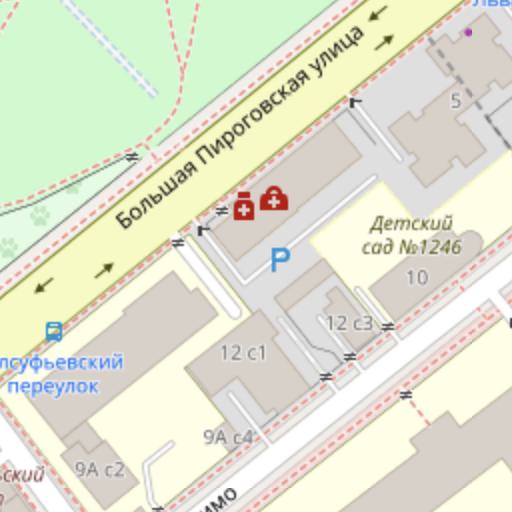 Большая Пироговская улица
5
Детский
сад №1246
10
P
12 с3
12 с1
переулок
9А с4
9А с2